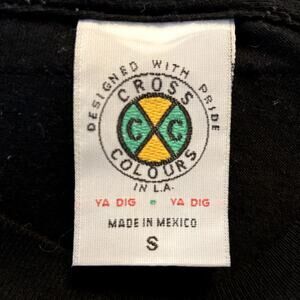 DESIGNED WITH PRIDE
CROSS
C C
COLOURS
IN L.A.
YA DIG • YA DIG
MADE IN MEXICO
S